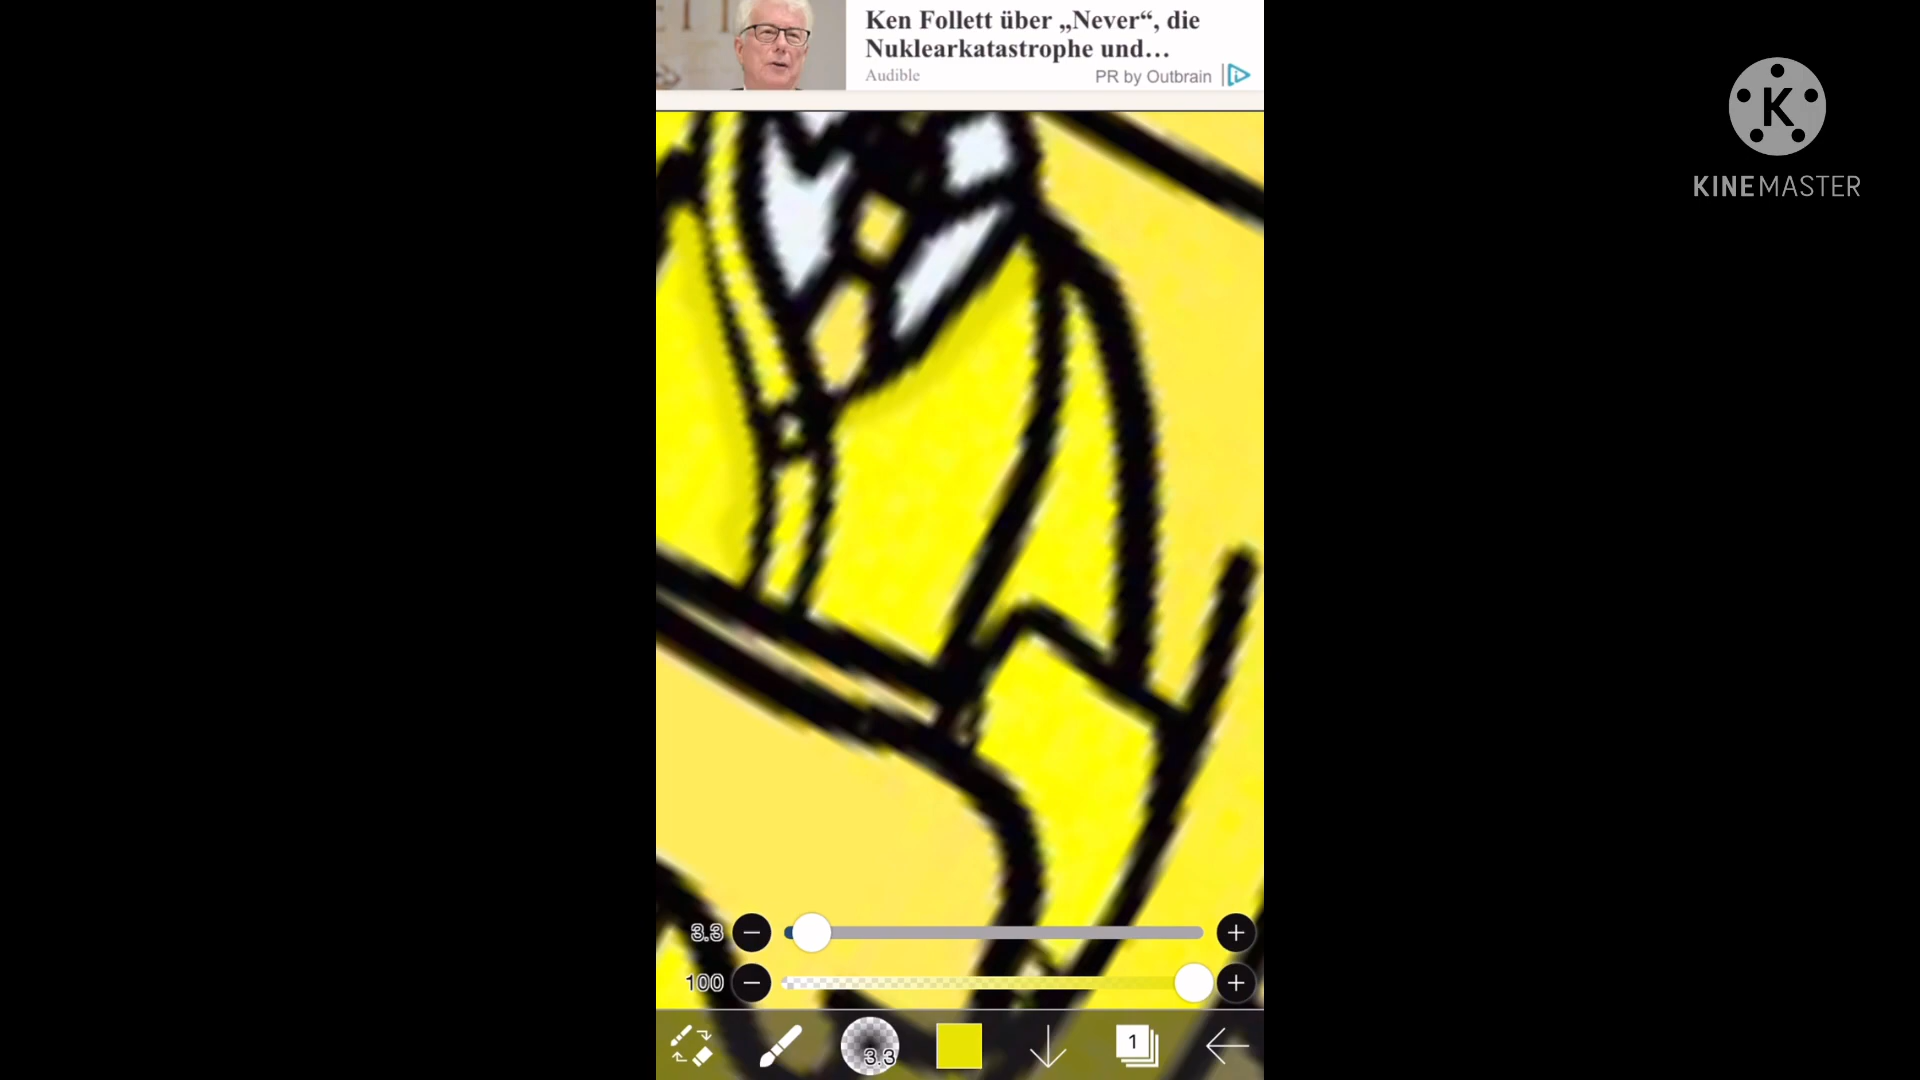 Ken Follett über „Never“, die
Nuklearkatastrophe und...
Audible
PR by Outbrain
K
KINEMASTER
3.3
100
3.3
1